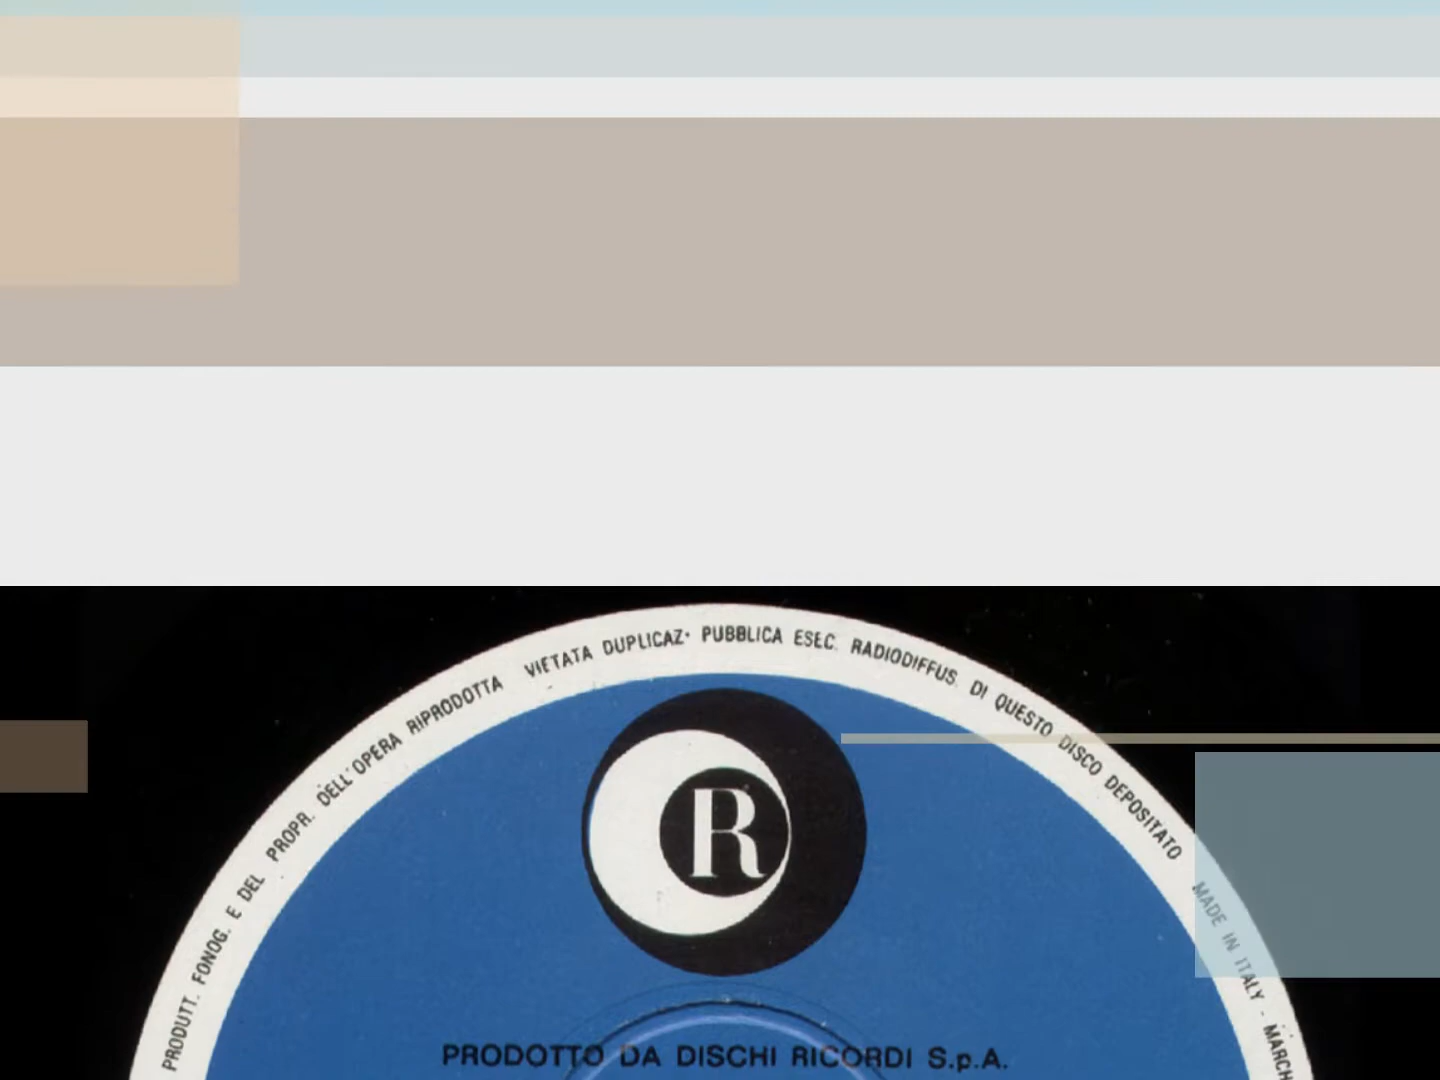 PRODUTT. FONOG. E DEL PROPR. DELL'OPERA RIPRODOTTA VIETATA DUPLICAZ• PUBBLICA ESEC. RADIODIFFUS. DI QUESTO DISCO DEPOSITATO MADE IN ITALY - MARCH
R
PRODOTTO DA DISCHI RICORDI S.p.A.